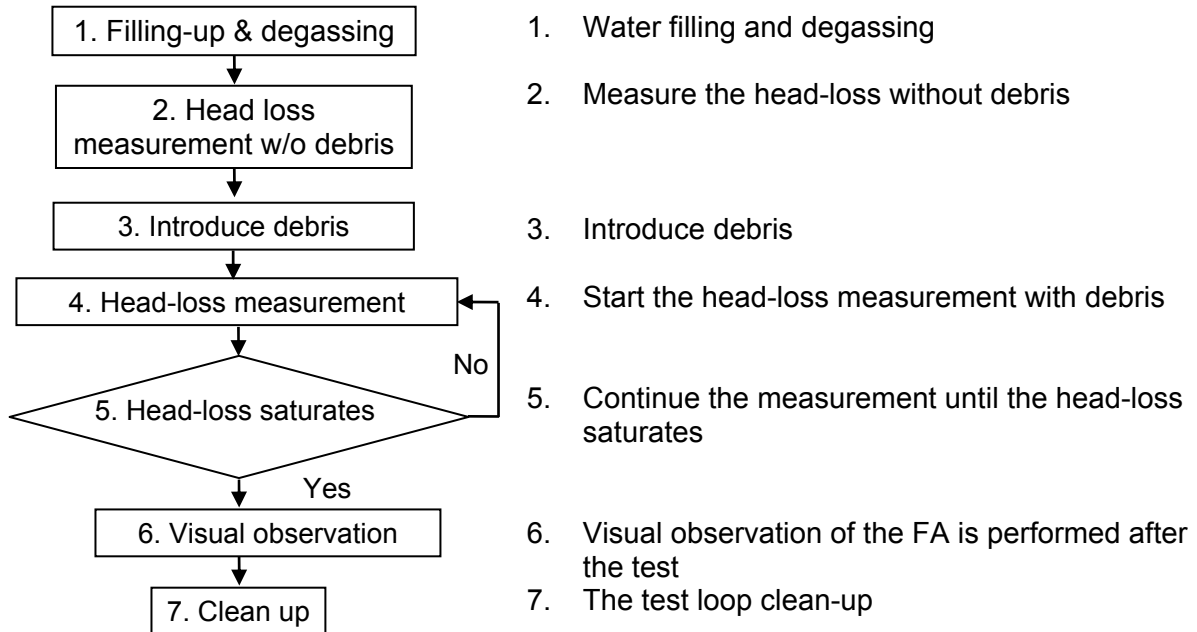 1. Filling-up & degassing
2. Head loss
measurement w/o debris
3. Introduce debris
4. Head-loss measurement
No
5. Head-loss saturates
Yes
6. Visual observation
7. Clean up
1. Water filling and degassing
2. Measure the head-loss without debris
3. Introduce debris
4. Start the head-loss measurement with debris
5. Continue the measurement until the head-loss
saturates
6. Visual observation of the FA is performed after
the test
7. The test loop clean-up